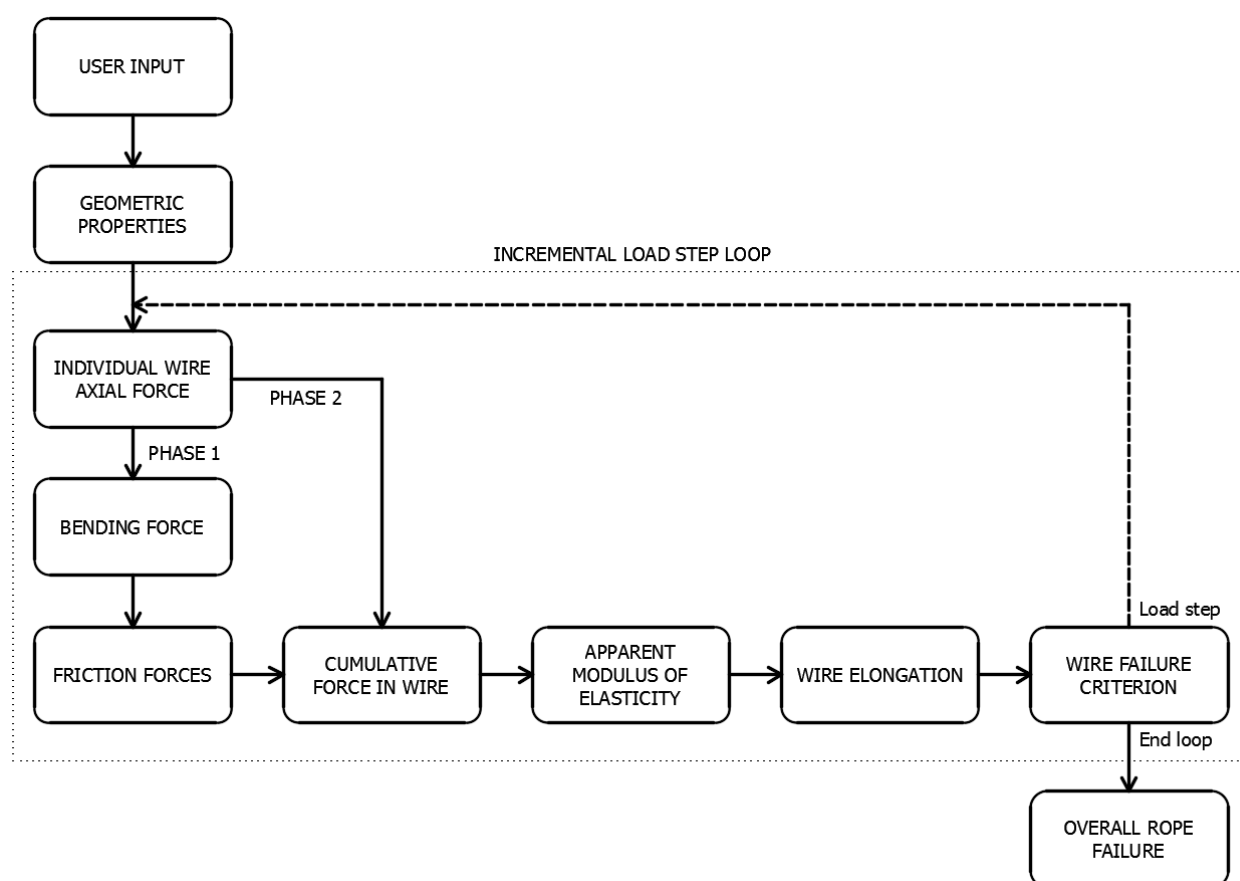 USER INPUT
GEOMETRIC
PROPERTIES
INCREMENTAL LOAD STEP LOOP
INDIVIDUAL WIRE
AXIAL FORCE
PHASE 2
PHASE 1
BENDING FORCE
Load step
FRICTION FORCES
CUMULATIVE
FORCE IN WIRE
APPARENT
MODULUS OF
ELASTICITY
WIRE ELONGATION
WIRE FAILURE
CRITERION
End loop
OVERALL ROPE
FAILURE